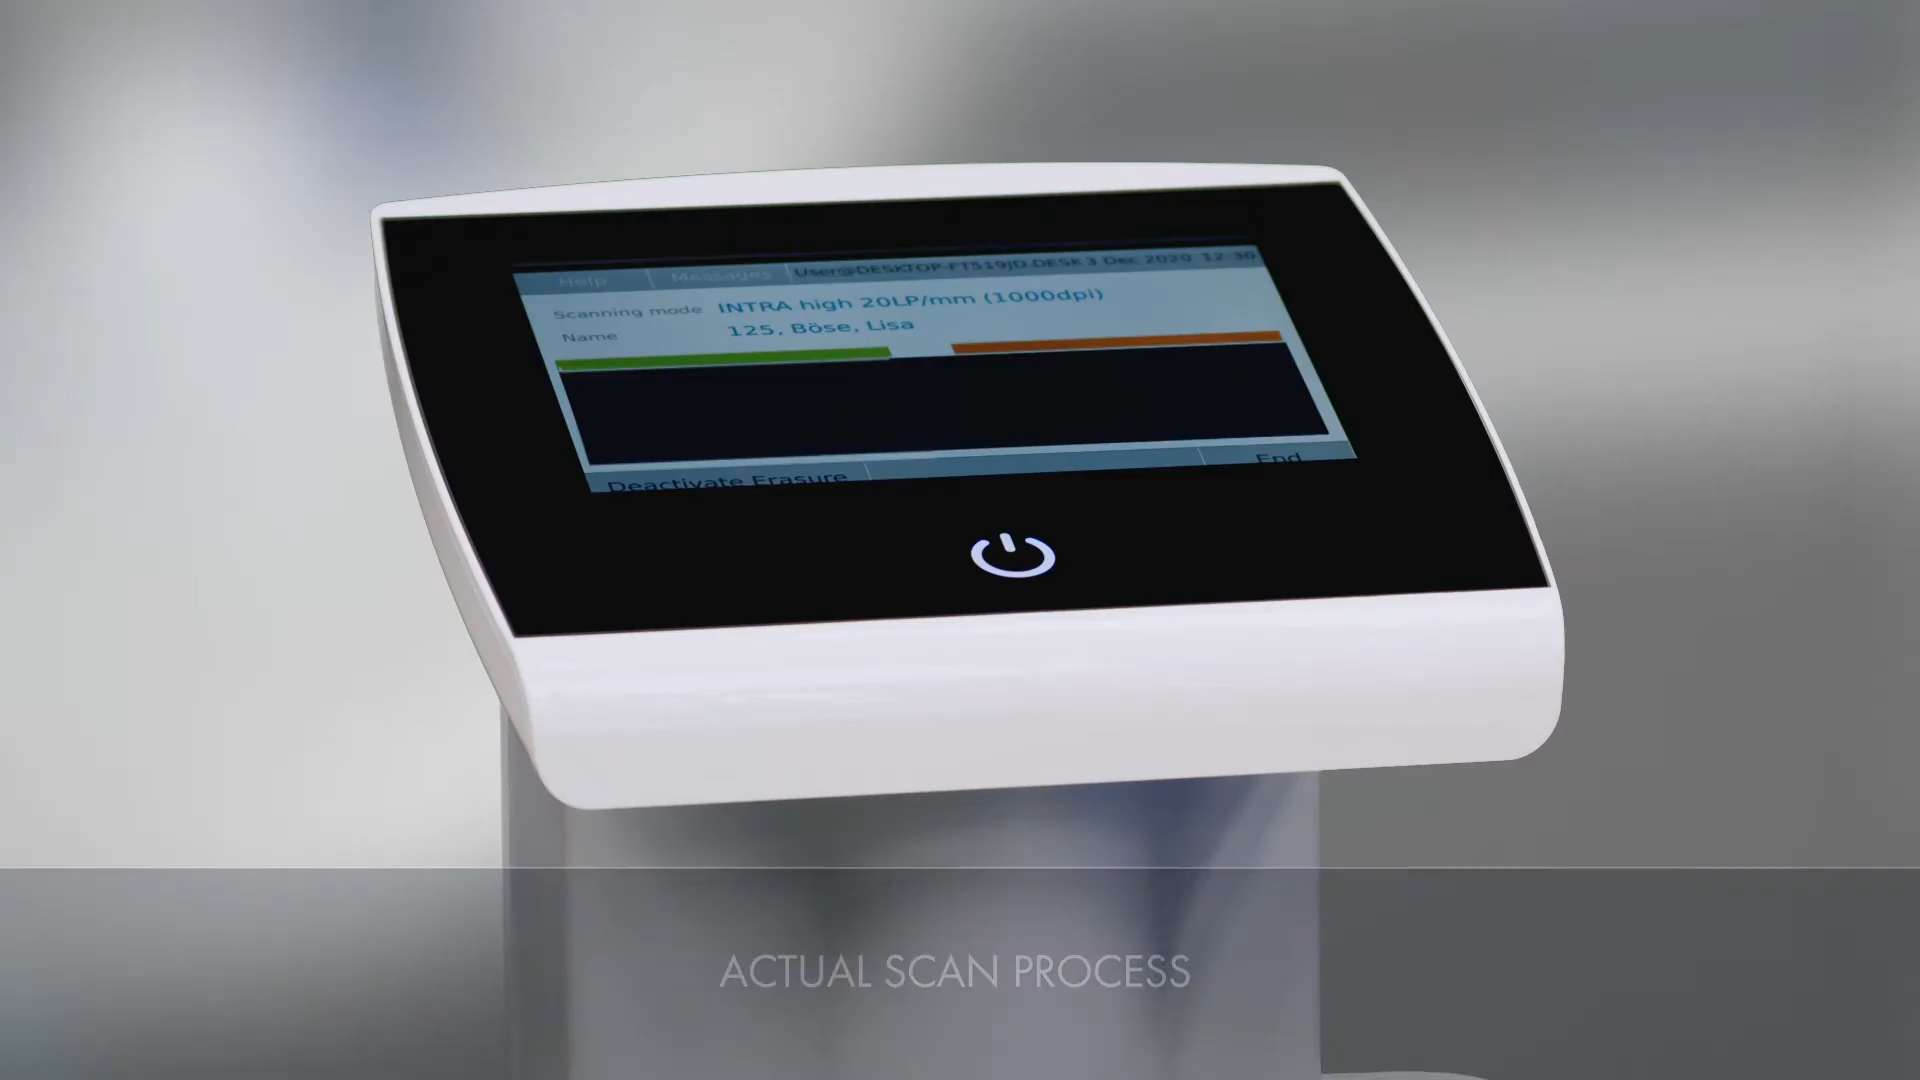 Help Messages User@DESKTOP-FT519JD.DESK 3 Dec 2020 12:30
Scanning mode INTRA high 20LP/mm (1000dpi)
Name 125, Böse, Lisa
Deactivate Erasure End
ACTUAL SCAN PROCESS